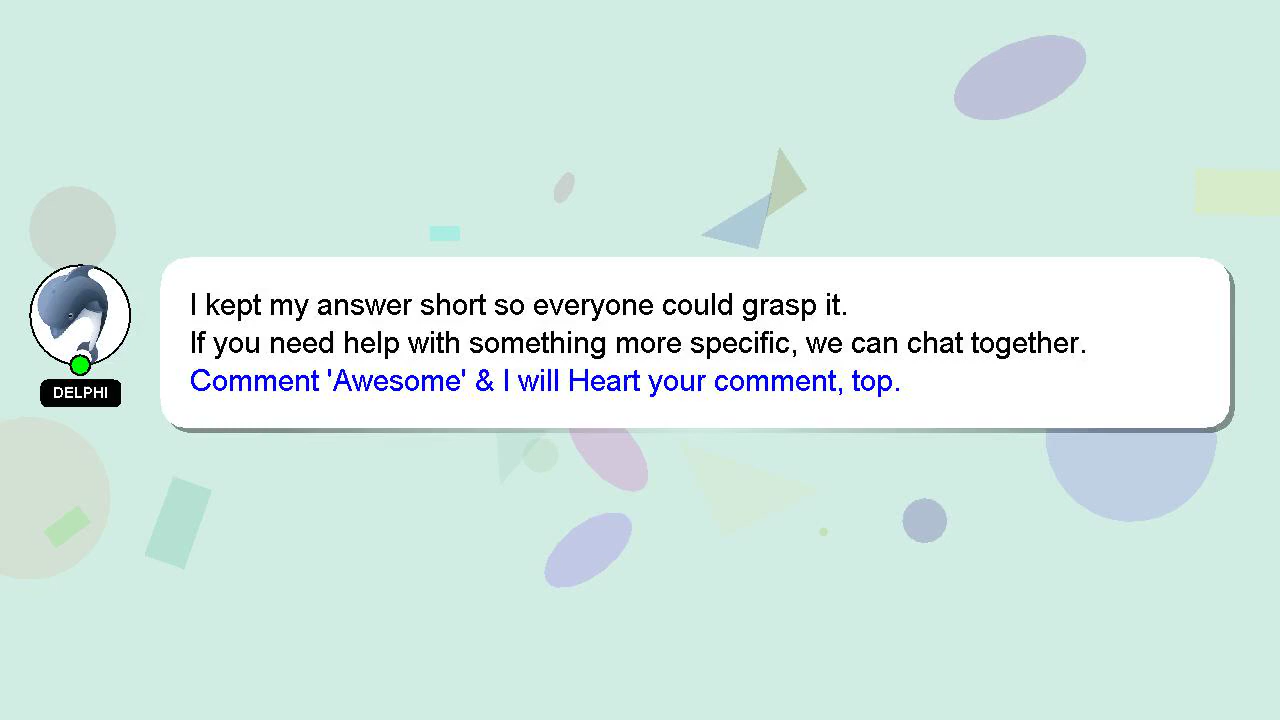 I kept my answer short so everyone could grasp it.
If you need help with something more specific, we can chat together.
Comment 'Awesome' & I will Heart your comment, top.
DELPHI